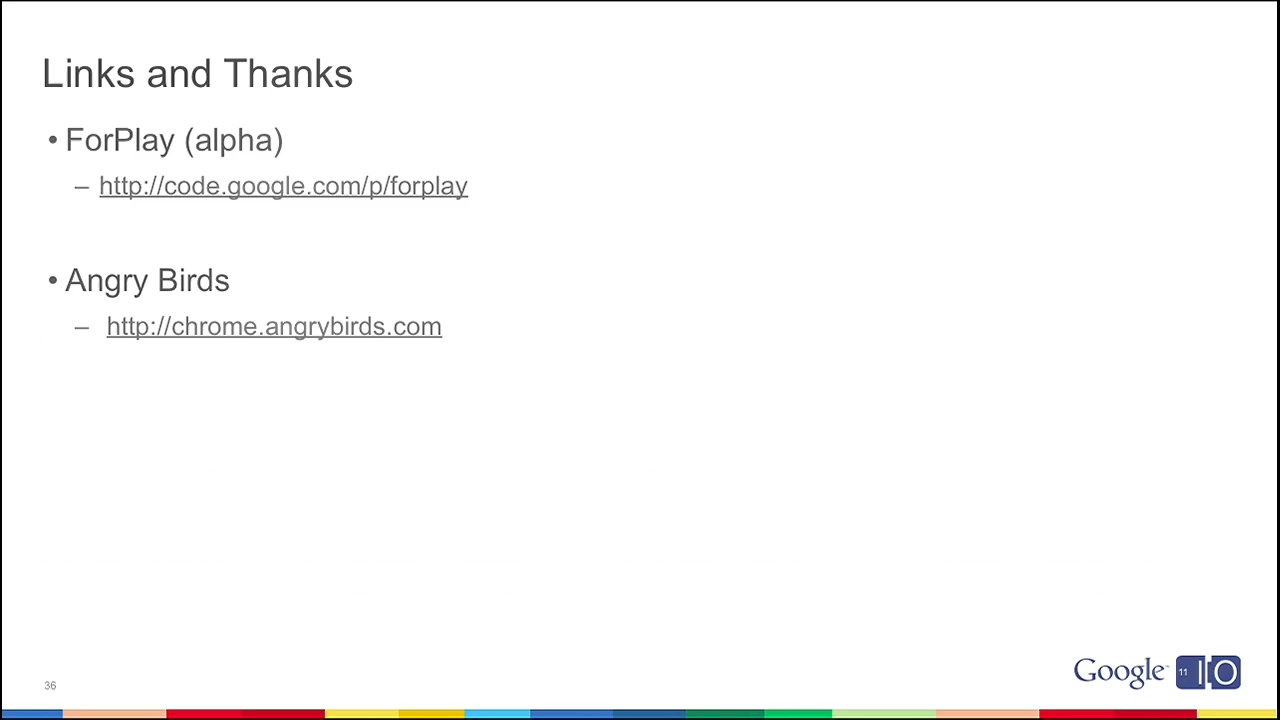 Links and Thanks
• ForPlay (alpha)
– http://code.google.com/p/forplay
• Angry Birds
– http://chrome.angrybirds.com
36
Google 11 IO